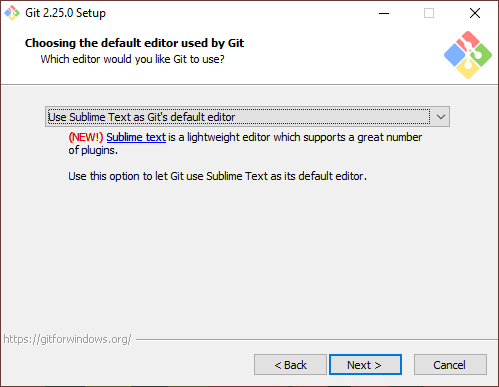 Git 2.25.0 Setup
Choosing the default editor used by Git
Which editor would you like Git to use?
Use Sublime Text as Git's default editor
(NEW!) Sublime text is a lightweight editor which supports a great number
of plugins.
Use this option to let Git use Sublime Text as its default editor.
https://gitforwindows.org/
< Back
Next >
Cancel